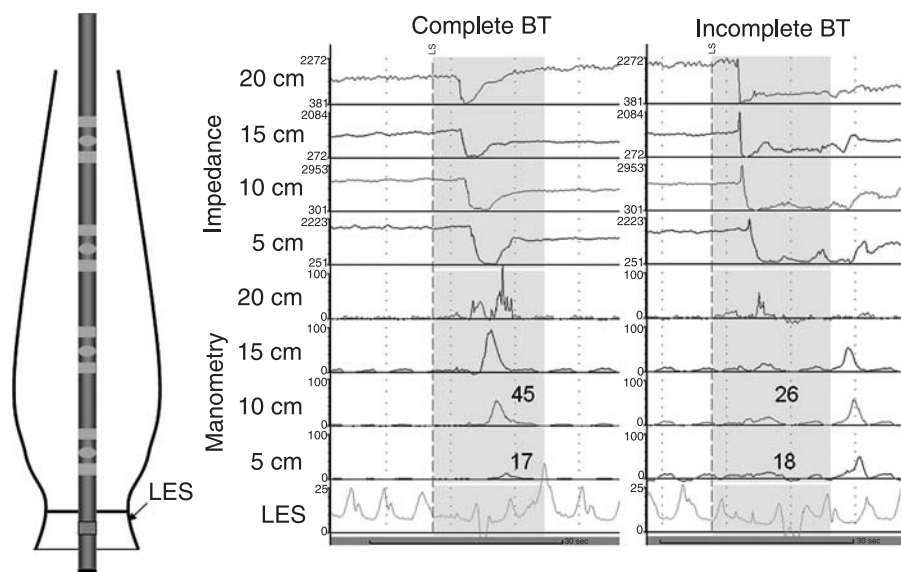 Complete BT
Incomplete BT
LS
LS
Impedance
20 cm
2272
381
2272
381
15 cm
2084
272
2084
272
10 cm
2953
301
2953
301
5 cm
2223
251
2223
251
Manometry
20 cm
100
0
100
0
15 cm
100
0
100
0
10 cm
100
45
0
100
26
0
5 cm
100
17
0
100
18
0
LES
LES
25
0
25
0
30 sec
30 sec